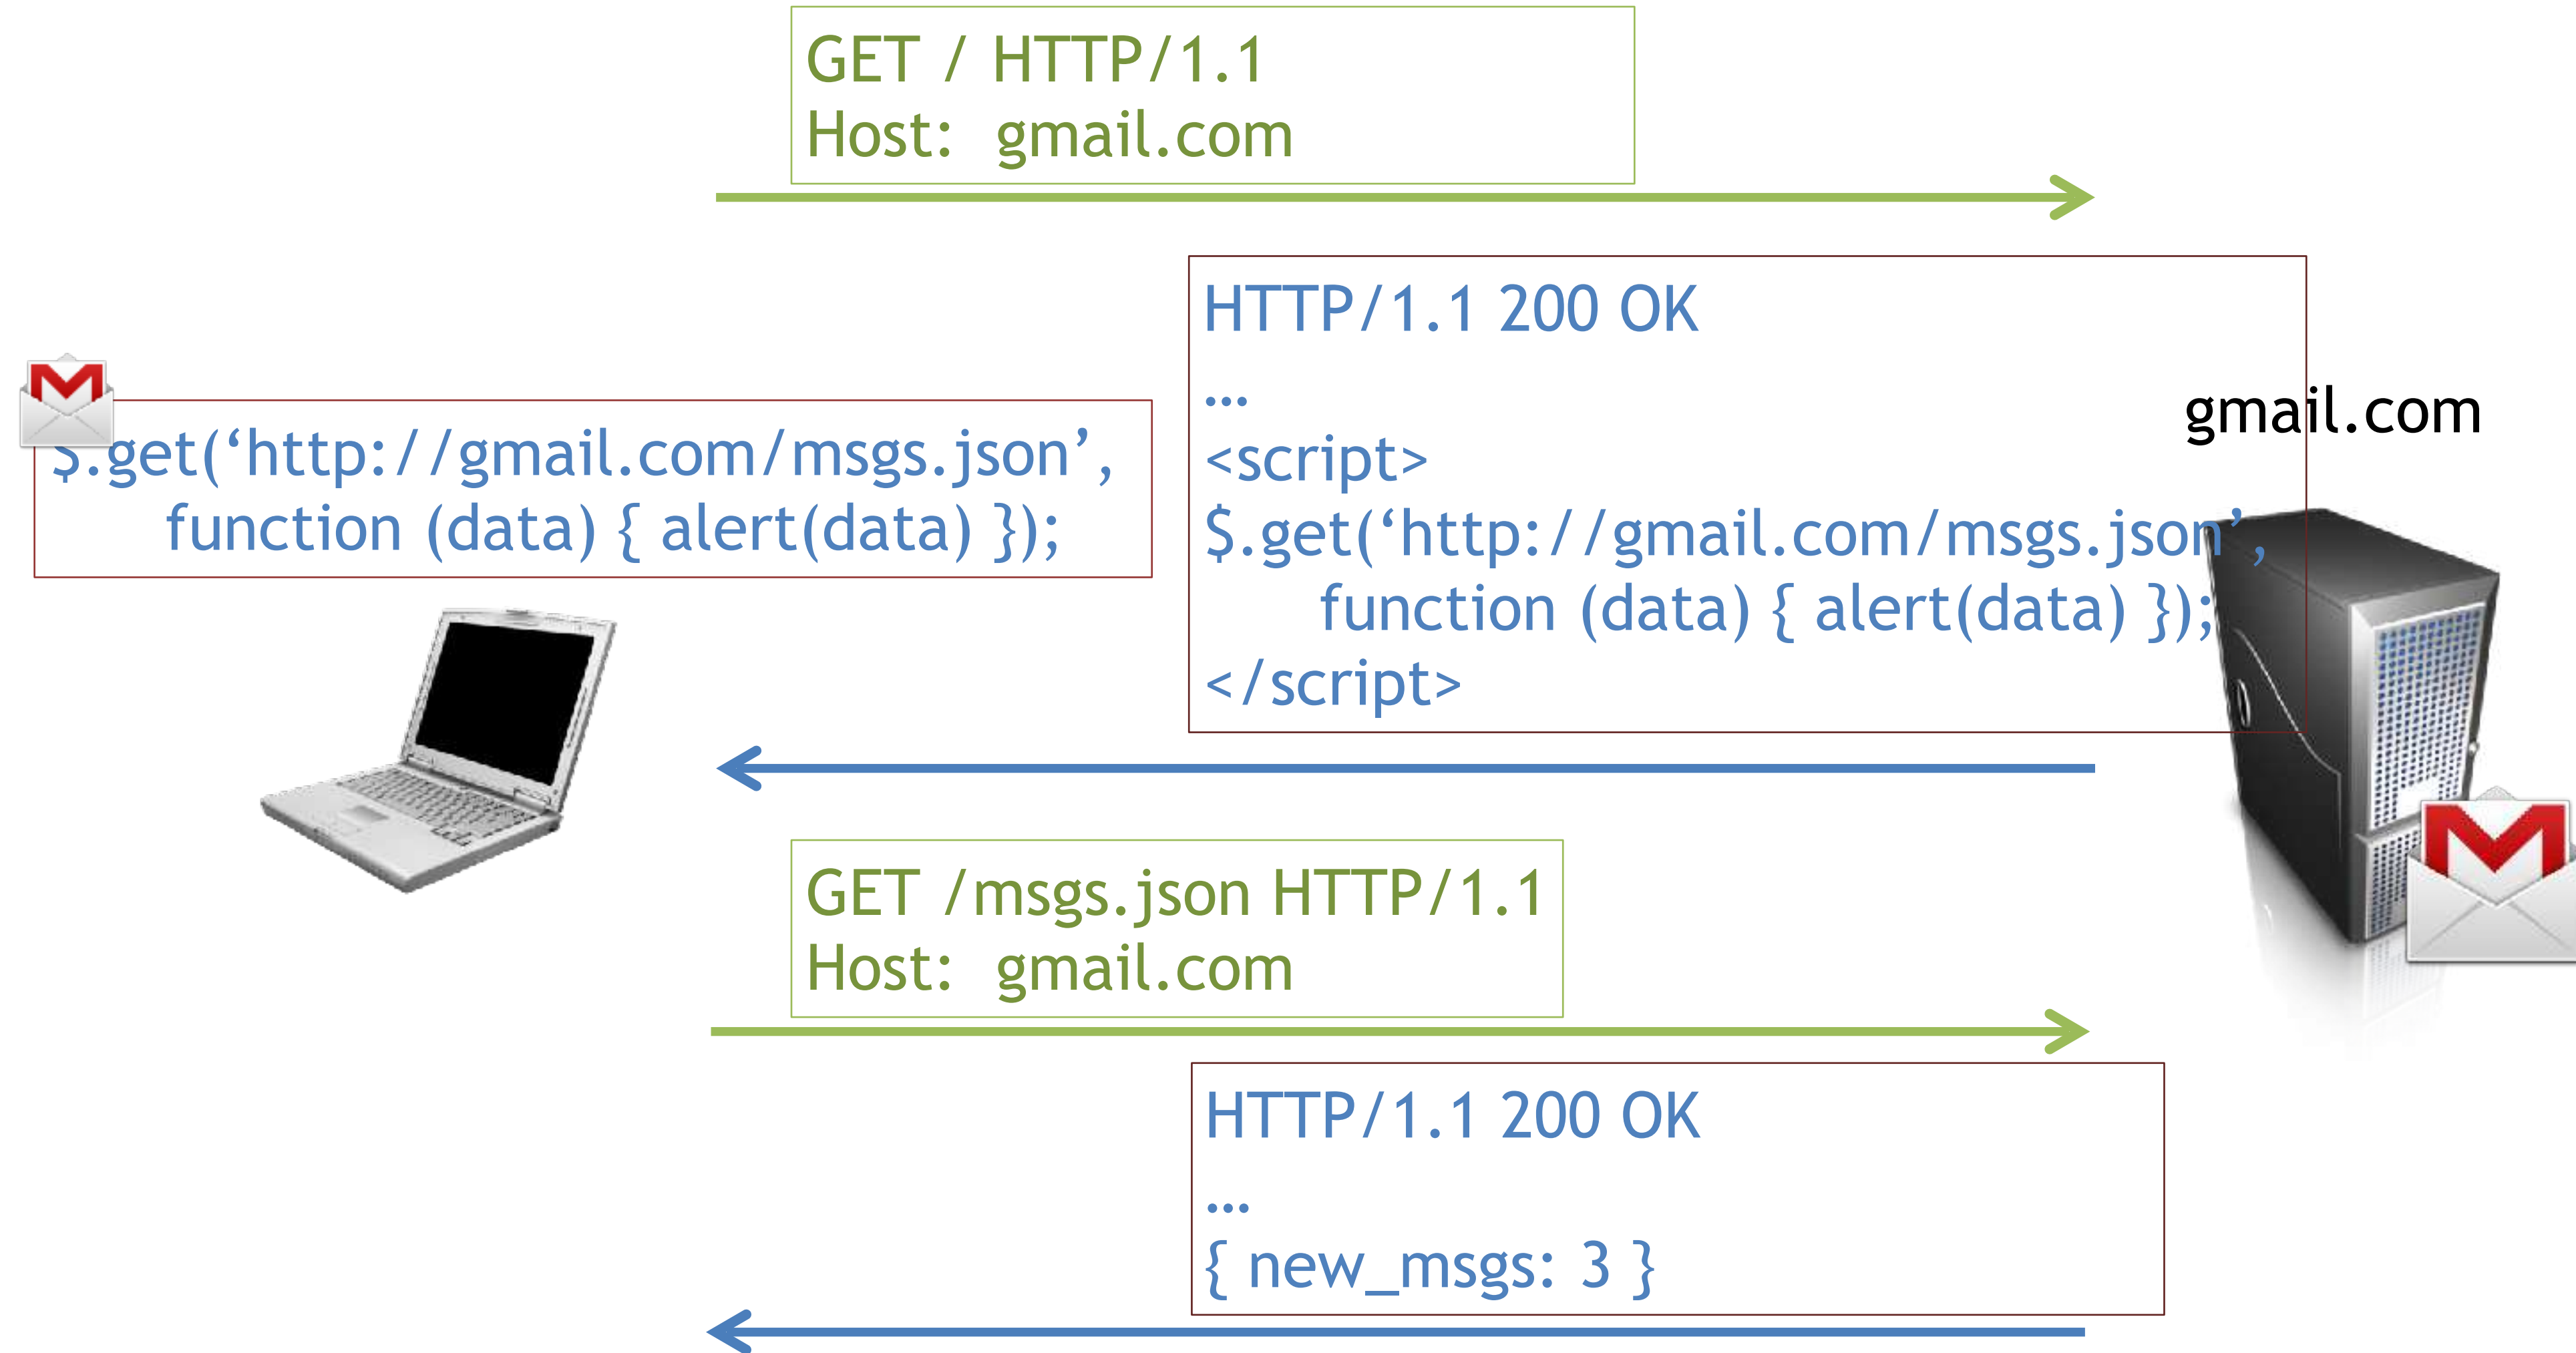 GET / HTTP/1.1
Host: gmail.com
HTTP/1.1 200 OK
…
<script>
$.get(‘http://gmail.com/msgs.json’,
function (data) { alert(data) });
</script>
gmail.com
$.get(‘http://gmail.com/msgs.json’,
function (data) { alert(data) });
GET /msgs.json HTTP/1.1
Host: gmail.com
HTTP/1.1 200 OK
…
{ new_msgs: 3 }